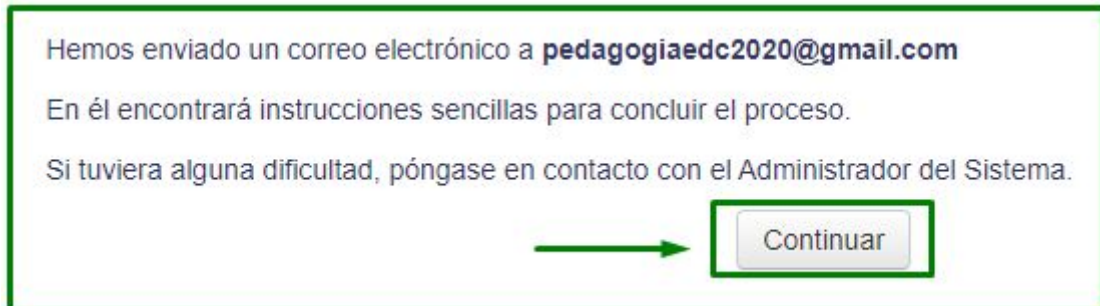 Hemos enviado un correo electrónico a pedagogiaedc2020@gmail.com
En él encontrará instrucciones sencillas para concluir el proceso.
Si tuviera alguna dificultad, póngase en contacto con el Administrador del Sistema.
Continuar